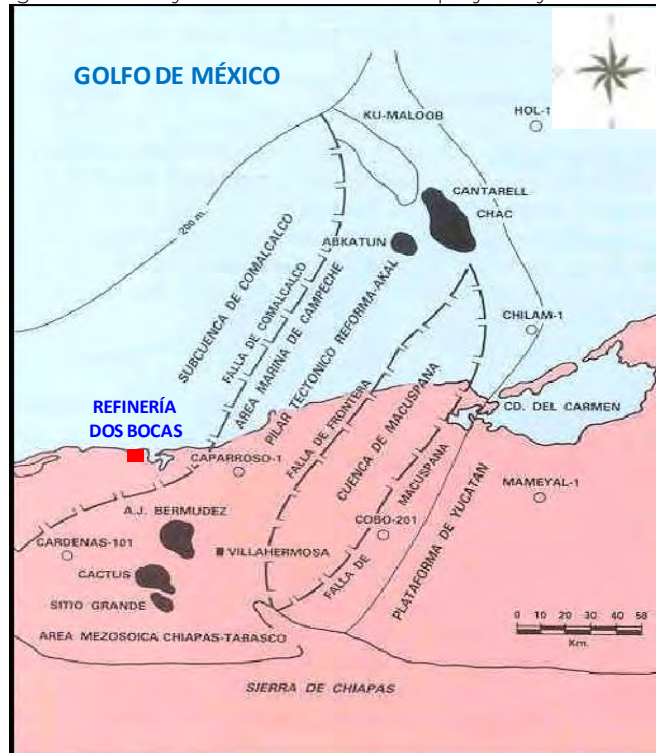 GOLFO DE MÉXICO
HOL-1
KU-MALOOB
CANTARELL
CHAC
ABKATUN
200 m.
SUBCUENCA DE COMALCALCO
FALLA DE COMALCALCO
AREA MARINA DE CAMPECHE
PILAR TECTONICO REFORMA-AKAL
CHILAM-1
REFINERÍA
DOS BOCAS
FALLA DE FRONTERA
CUENCA DE MACUSPANA
CD. DEL CARMEN
CAPARROSO-1
MAMEYAL-1
A.J. BERMUDEZ
CARDENAS-101
VILLAHERMOSA
COBO-201
FALLA DE MACUSPANA
PLATAFORMA DE YUCATAN
CACTUS
SITIO GRANDE
0 10 20 30 40 50
Km.
AREA MEZOSOICA CHIAPAS-TABASCO
SIERRA DE CHIAPAS